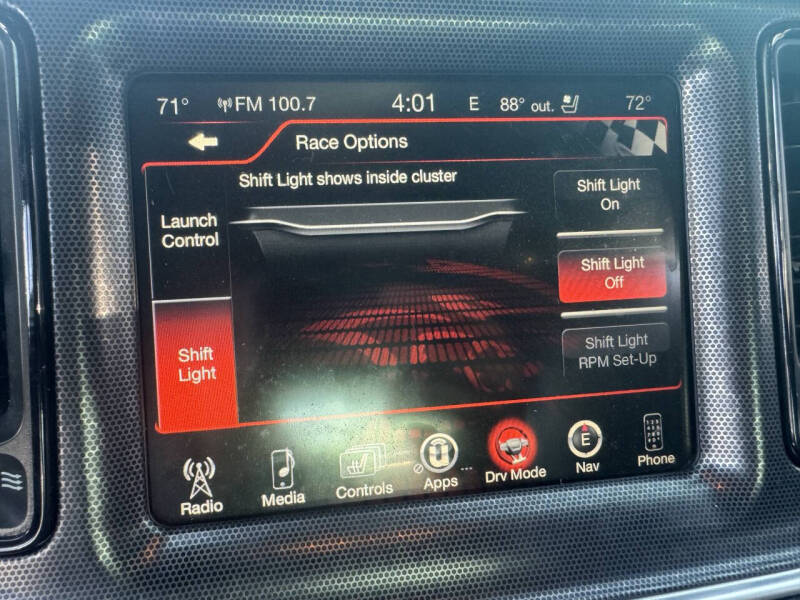 71° FM 100.7 4:01 E 88° out. 72°
Race Options
Shift Light shows inside cluster
Launch
Control
Shift
Light
Shift Light
On
Shift Light
Off
Shift Light
RPM Set-Up
Radio
Media
Controls
Apps
Drv Mode
E
Nav
Phone